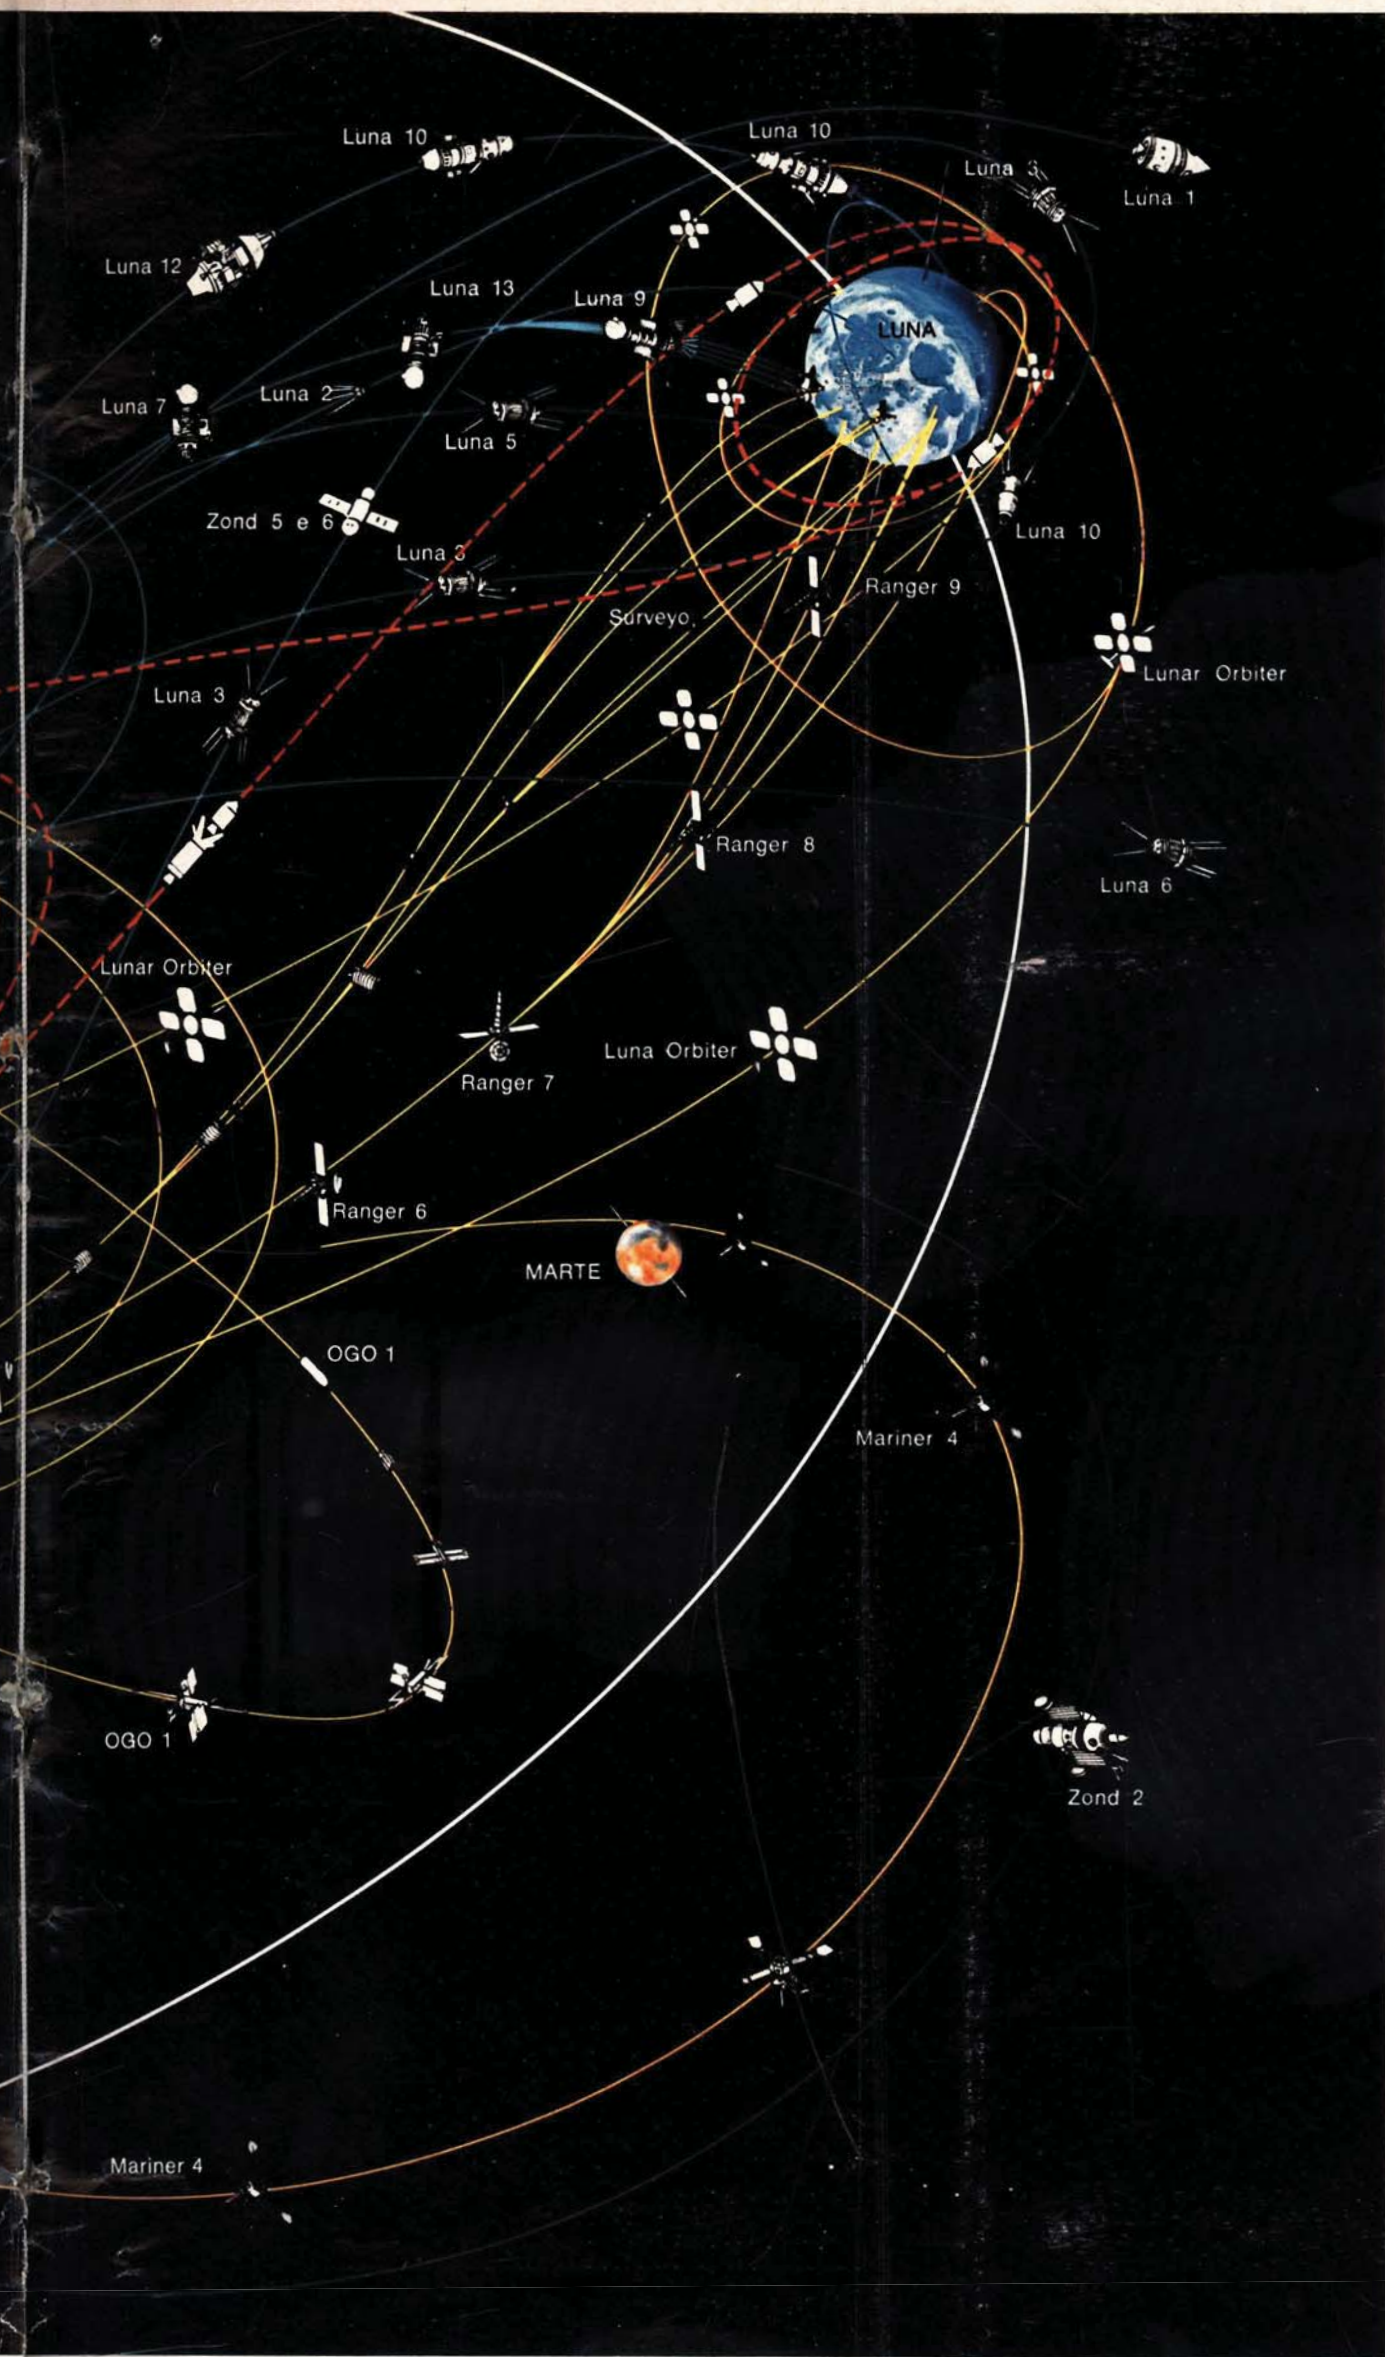 Luna 10
Luna 10
Luna 3
Luna 1
Luna 12
Luna 13
Luna 9
LUNA
Luna 7
Luna 2
Luna 5
Zond 5 e 6
Luna 10
Luna 3
Ranger 9
Surveyo,
Lunar Orbiter
Luna 3
Ranger 8
Luna 6
Lunar Orbiter
Luna Orbiter
Ranger 7
Ranger 6
MARTE
OGO 1
Mariner 4
OGO 1
Zond 2
Mariner 4